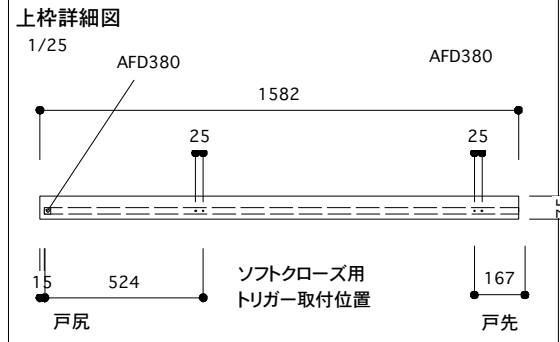 上枠詳細図
1/25
AFD380
AFD380
1582
25
25
15
524
ソフトクローズ用
トリガー取付位置
167
戸尻
戸先